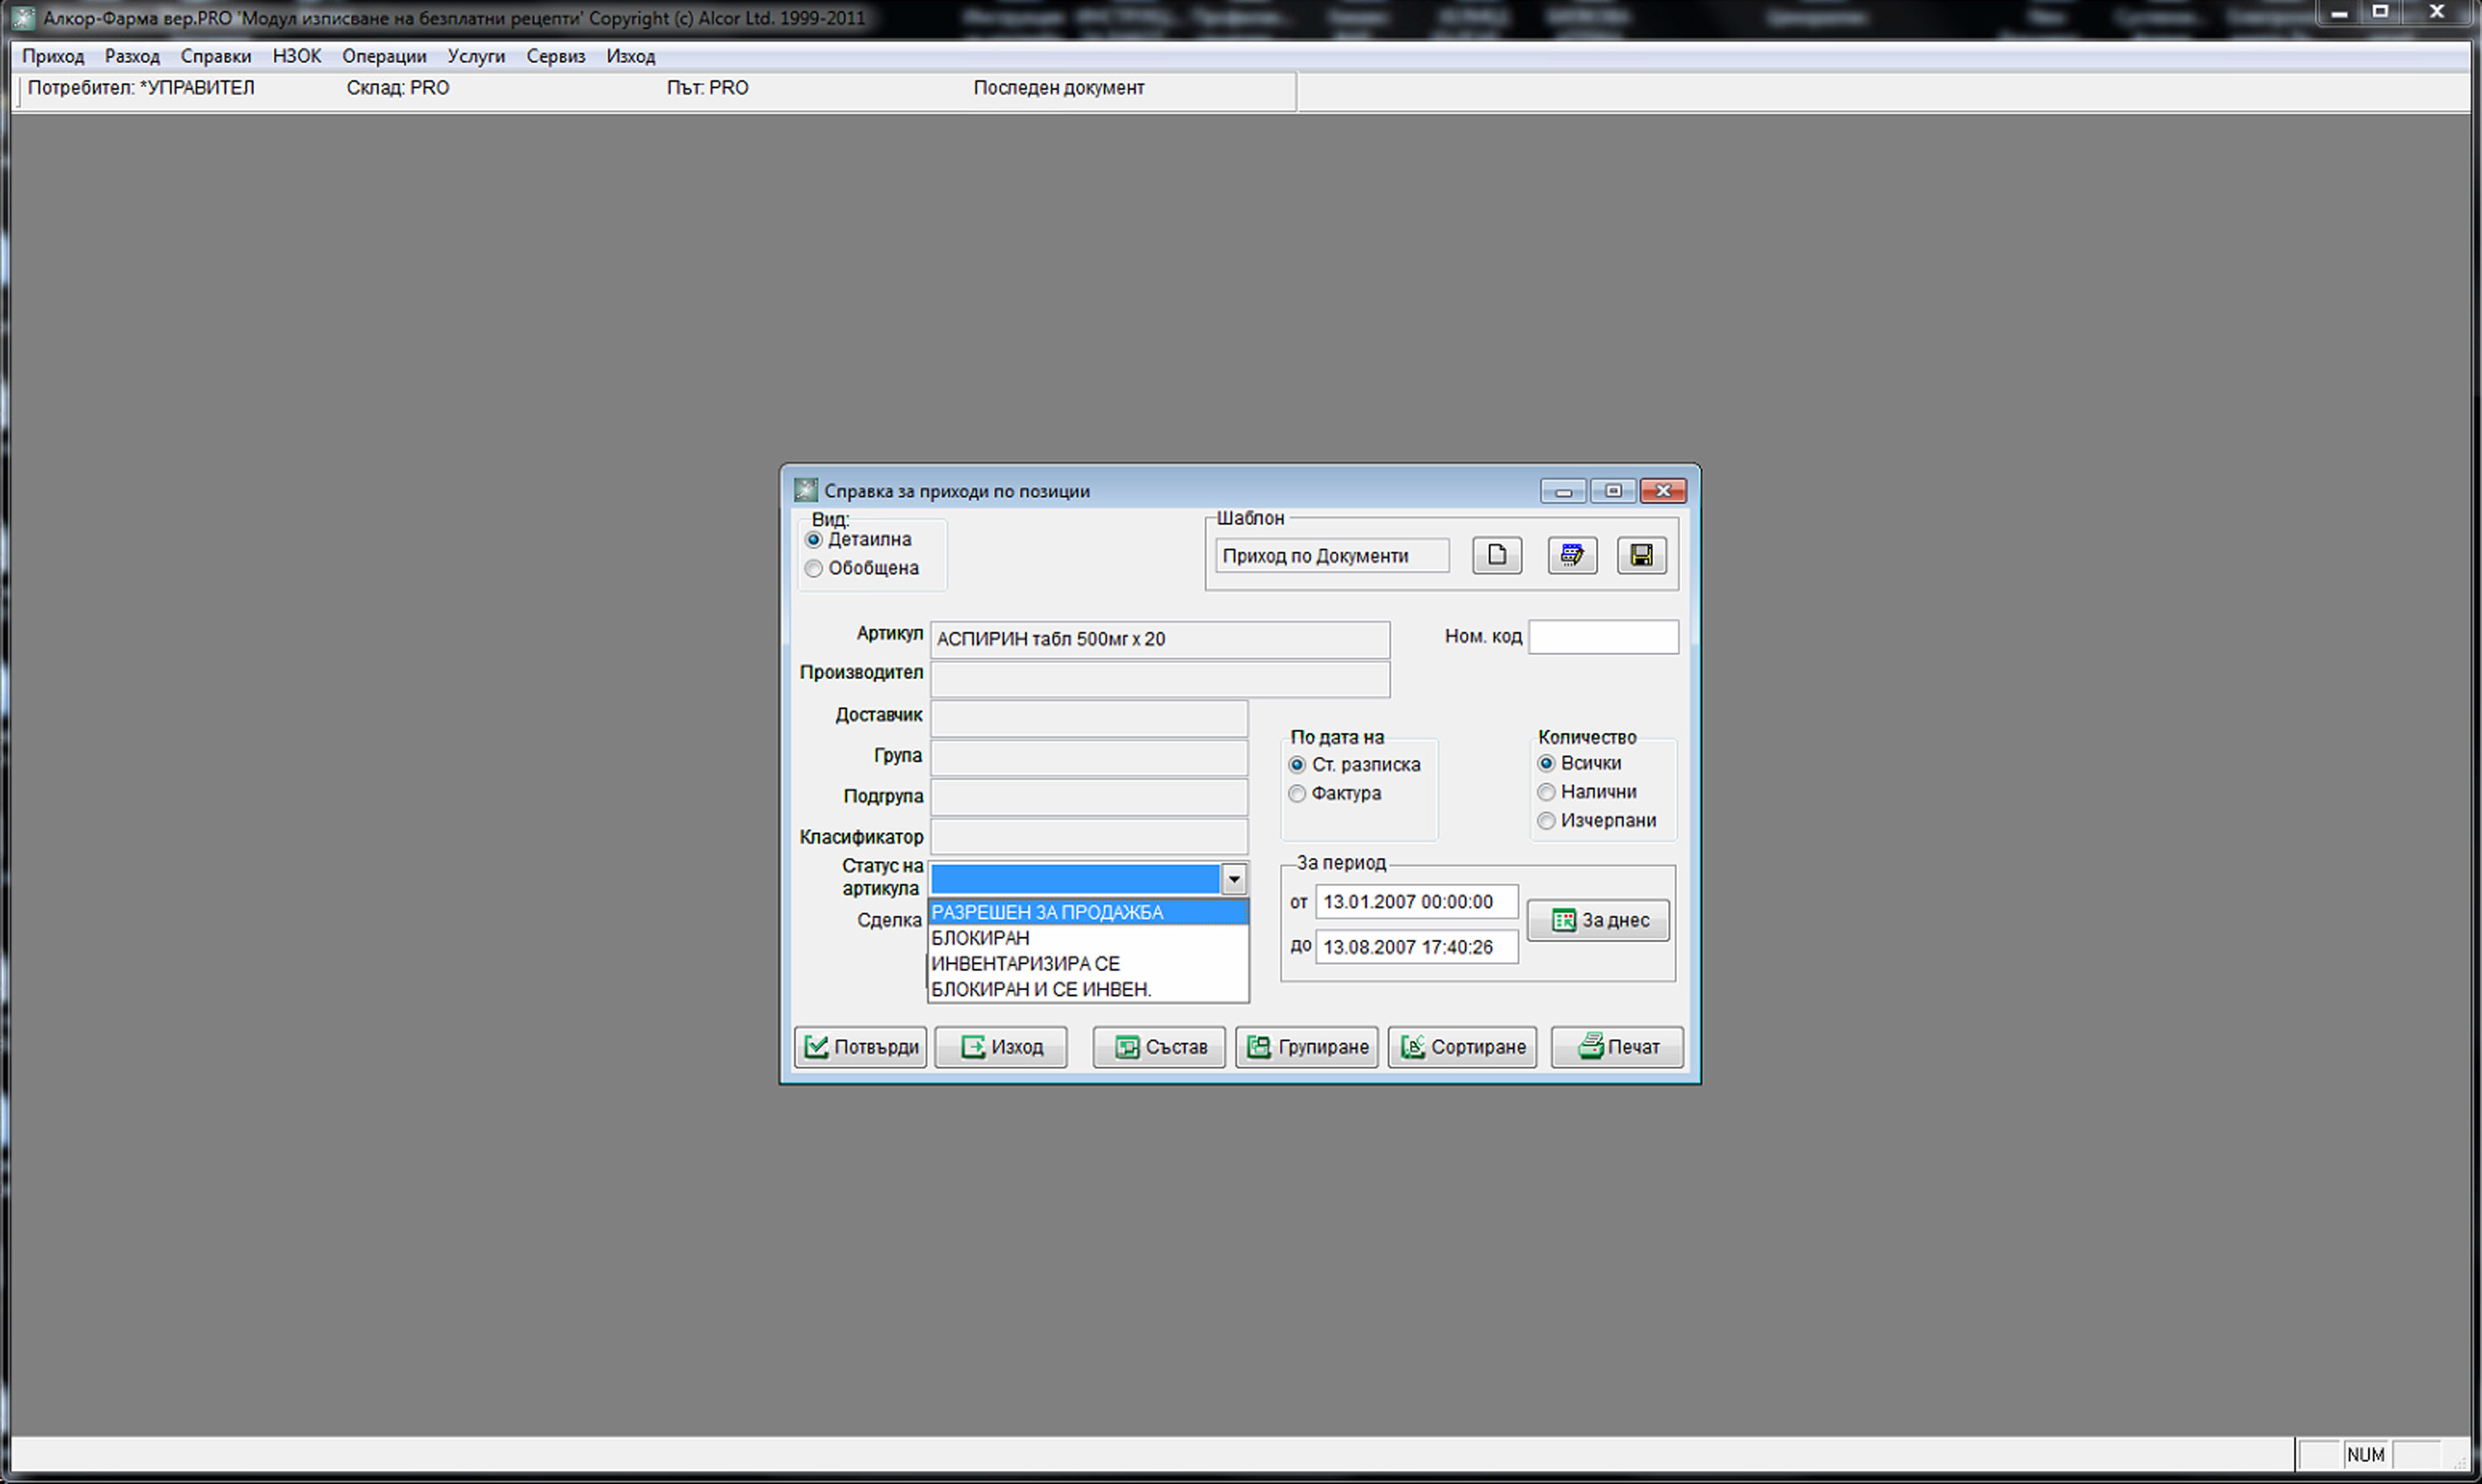 Алкор-Фарма вер.PRO 'Модул изписване на безплатни рецепти' Copyright (c) Alcor Ltd. 1999-2011
Приход Разход Справки НЗОК Операции Услуги Сервиз Изход
Потребител: *УПРАВИТЕЛ Склад: PRO Път: PRO Последен документ
Справка за приходи по позиции
Вид:
Детаилна
Обобщена
Шаблон
Приход по Документи
Артикул АСПИРИН табл 500мг x 20
Ном. код
Производител
Доставчик
Група
Подгрупа
Класификатор
Статус на
артикула
РАЗРЕШЕН ЗА ПРОДАЖБА
БЛОКИРАН
ИНВЕНТАРИЗИРА СЕ
БЛОКИРАН И СЕ ИНВЕН.
Сделка
По дата на
Ст. разписка
Фактура
Количество
Всички
Налични
Изчерпани
За период
от 13.01.2007 00:00:00
до 13.08.2007 17:40:26
За днес
Потвърди Изход Състав Групиране Сортиране Печат
NUM